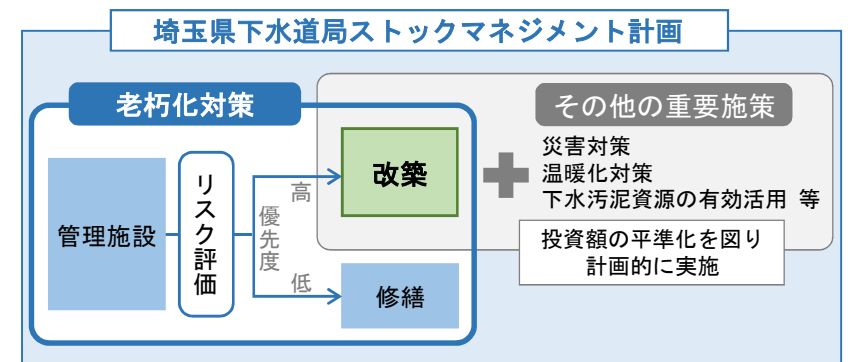 埼玉県下水道局ストックマネジメント計画
老朽化対策
その他の重要施策
管理施設
リスク評価
優先度
高
低
改築
修繕
災害対策
温暖化対策
下水汚泥資源の有効活用 等
投資額の平準化を図り
計画的に実施